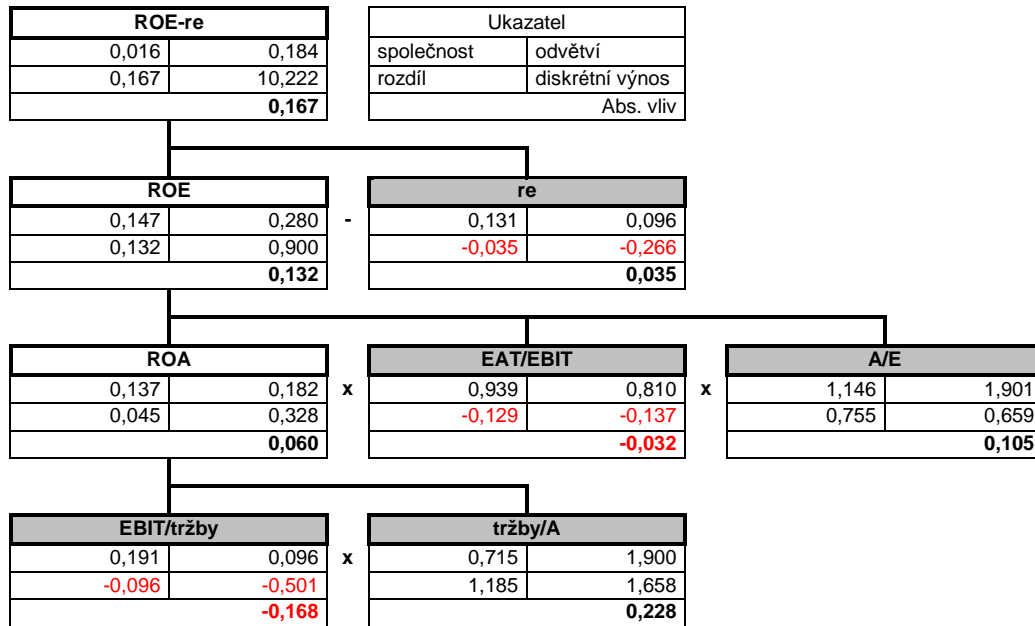 ROE-re Ukazatel
0,016 0,184 společnost odvětví
0,167 10,222 rozdíl diskrétní výnos
0,167 Abs. vliv
ROE re
0,147 0,280 - 0,131 0,096
0,132 0,900 -0,035 -0,266
0,132 0,035
ROA EAT/EBIT A/E
0,137 0,182 x 0,939 0,810 x 1,146 1,901
0,045 0,328 -0,129 -0,137 0,755 0,659
0,060 -0,032 0,105
EBIT/tržby tržby/A
0,191 0,096 x 0,715 1,900
-0,096 -0,501 1,185 1,658
-0,168 0,228